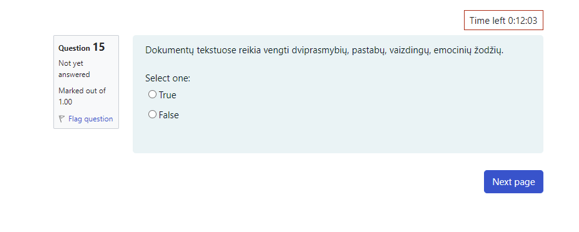 Time left 0:12:03
Question 15
Not yet
answered
Marked out of
1.00
Flag question
Dokumentų tekstuose reikia vengti dviprasmybių, pastabų, vaizdingų, emocinių žodžių.
Select one:
True
False
Next page